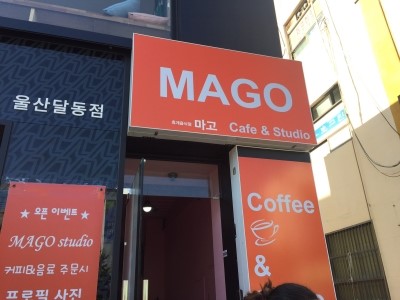 MAGO
마고 Cafe & Studio
울산달동점
Coffee
&
★ 오픈 이벤트 ★
MAGO studio
커피&음료 주문시
프로필 사진